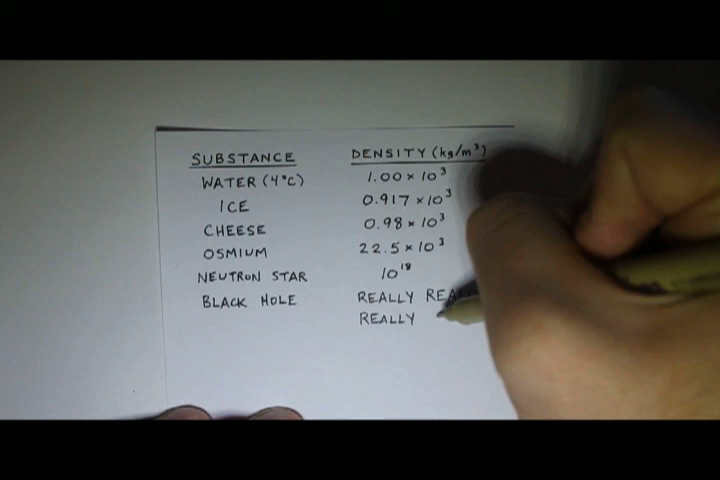 SUBSTANCE DENSITY (kg/m³)
WATER (4°C) 1.00 × 10³
ICE 0.917 × 10³
CHEESE 0.98 × 10³
OSMIUM 22.5 × 10³
NEUTRON STAR 10¹⁸
BLACK HOLE REALLY
REALLY